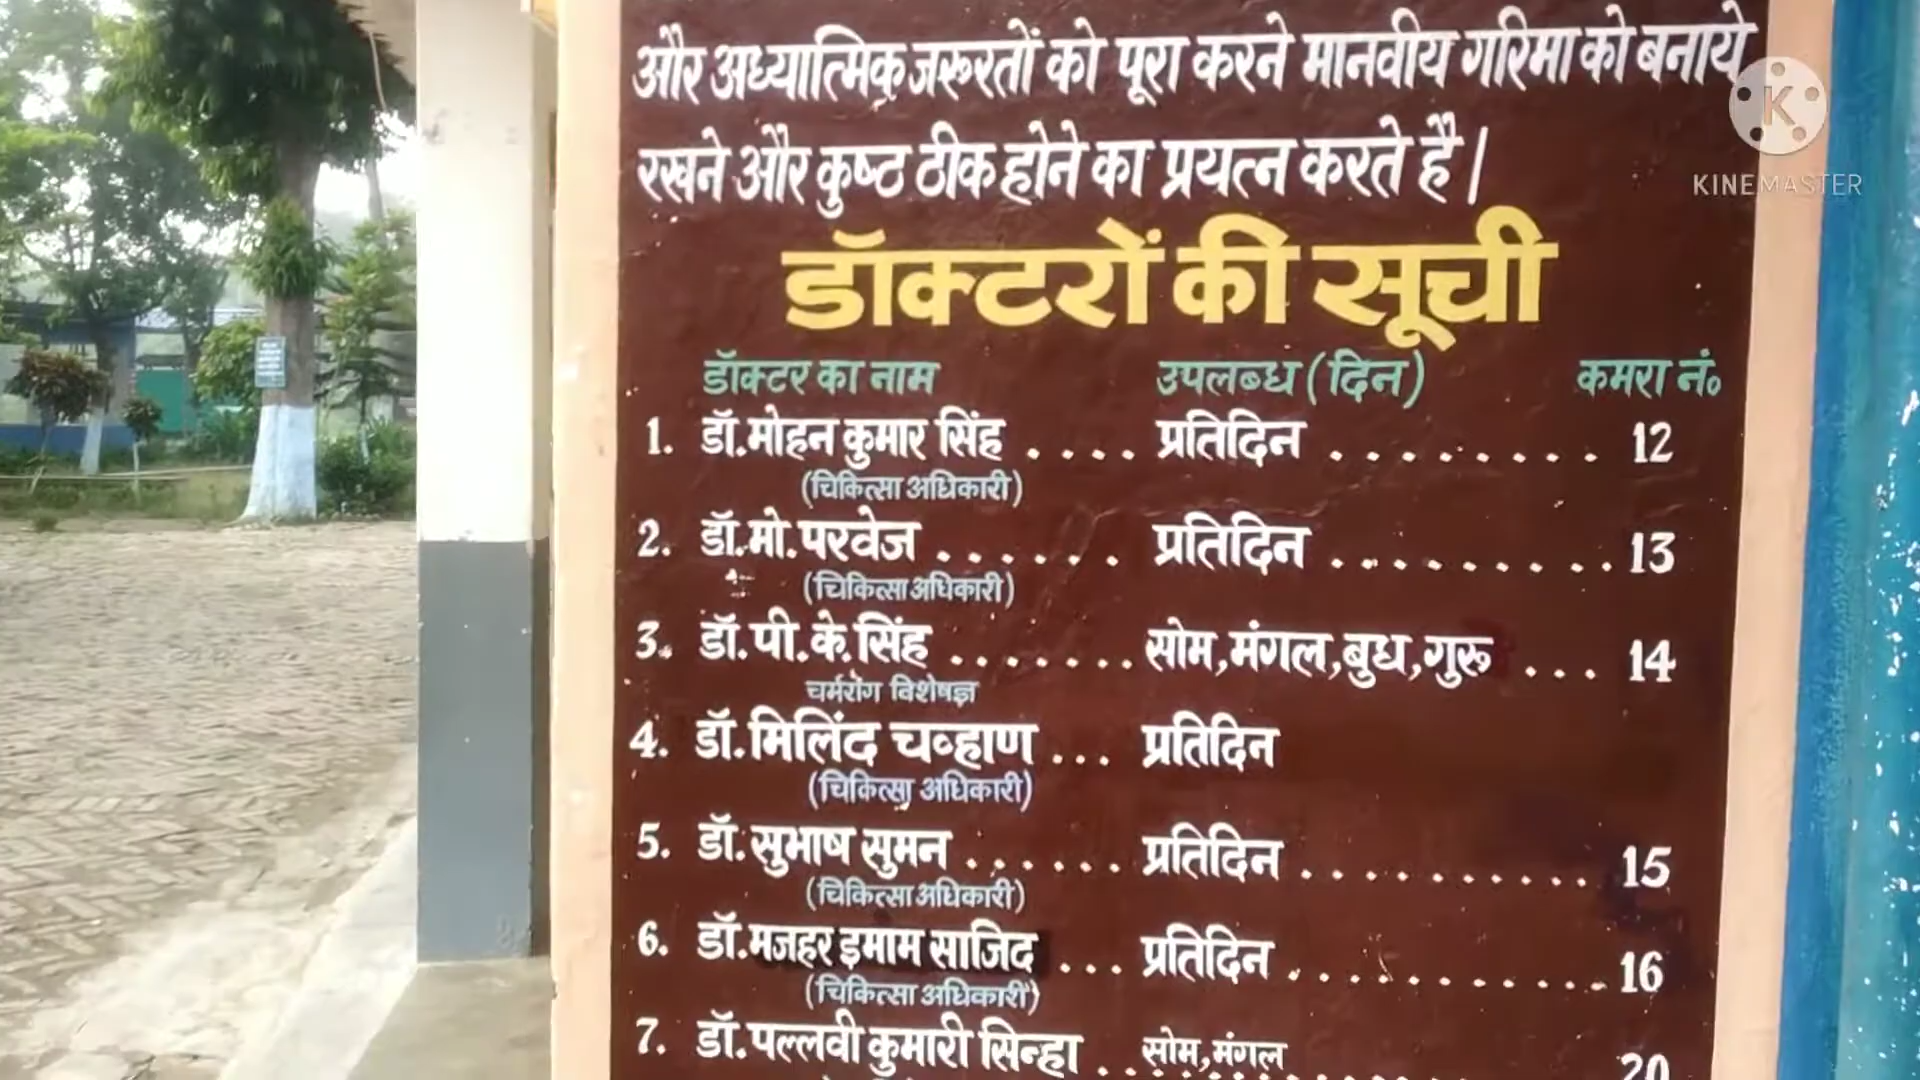 और अध्यात्मिक जरूरतों को पूरा करने मानवीय गरिमा को बनाये
रखने और कुष्ठ ठीक होने का प्रयत्न करते है।
डॉक्टरों की सूची
डॉक्टर का नाम उपलब्ध (दिन) कमरा नं०
1. डॉ. मोहन कुमार सिंह .... प्रतिदिन ........ 12
(चिकित्सा अधिकारी)
2. डॉ. मो. परवेज ...... प्रतिदिन ......... 13
(चिकित्सा अधिकारी)
3. डॉ. पी. के. सिंह ....... सोम, मंगल, बुध, गुरू ... 14
चर्मरोग विशेषज्ञ
4. डॉ. मिलिंद चव्हाण ... प्रतिदिन
(चिकित्सा अधिकारी)
5. डॉ. सुभाष सुमन ...... प्रतिदिन .......... 15
(चिकित्सा अधिकारी)
6. डॉ. मजहर इमाम साजिद ... प्रतिदिन ........... 16
(चिकित्सा अधिकारी)
7. डॉ. पल्लवी कुमारी सिन्हा .. सोम, मंगल 20
K
KINEMASTER